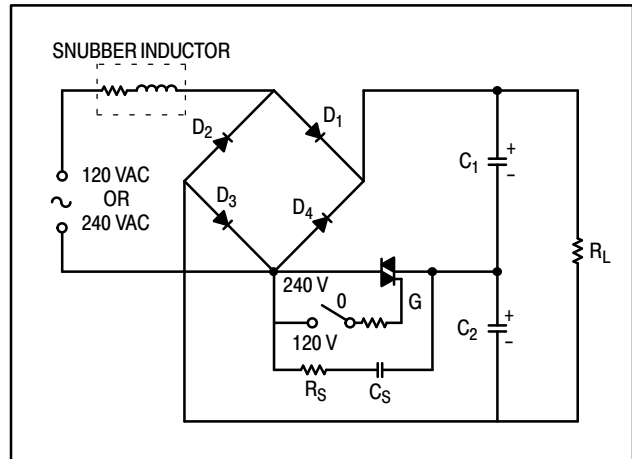 SNUBBER INDUCTOR
D2
D1
120 VAC
OR
240 VAC
D3
D4
C1
+
−
RL
240 V
0
G
120 V
C2
+
−
RS
CS